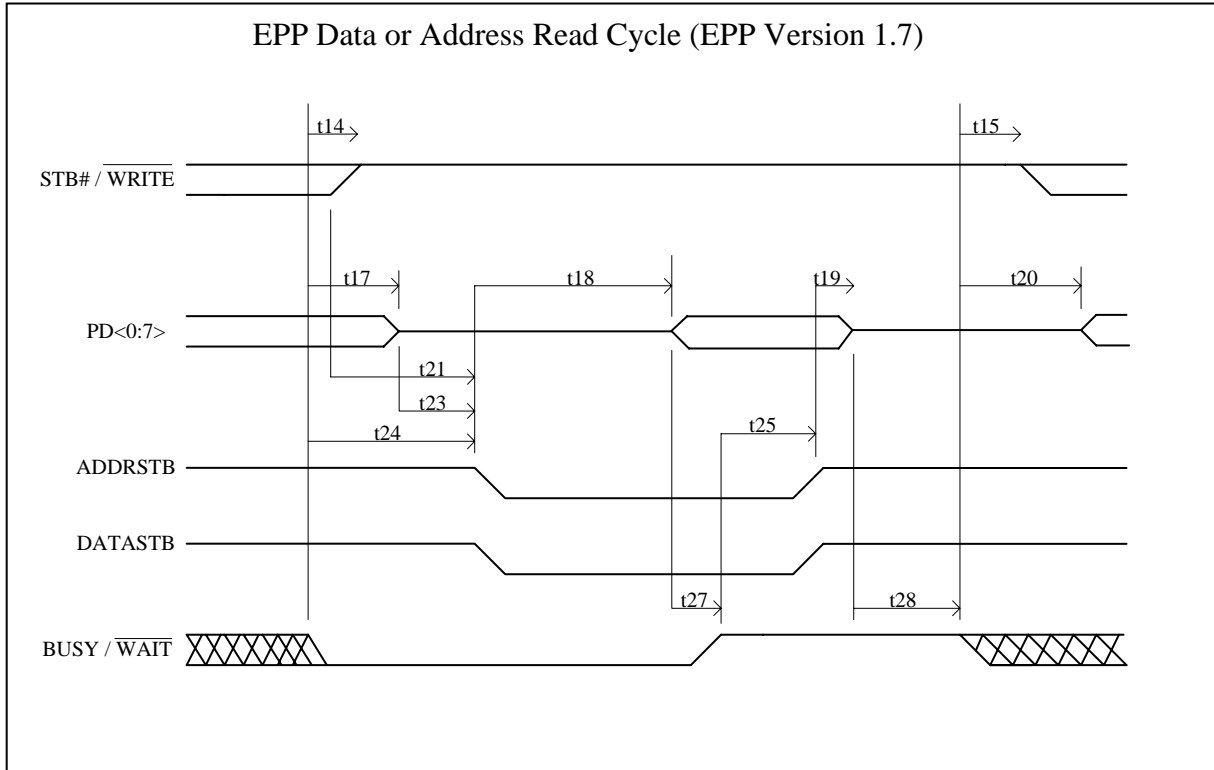 EPP Data or Address Read Cycle (EPP Version 1.7)
t14
t15
STB# / WRITE
t17
t18
t19
t20
PD<0:7>
t21
t23
t24
t25
ADDRSTB
DATASTB
t27
t28
BUSY / WAIT